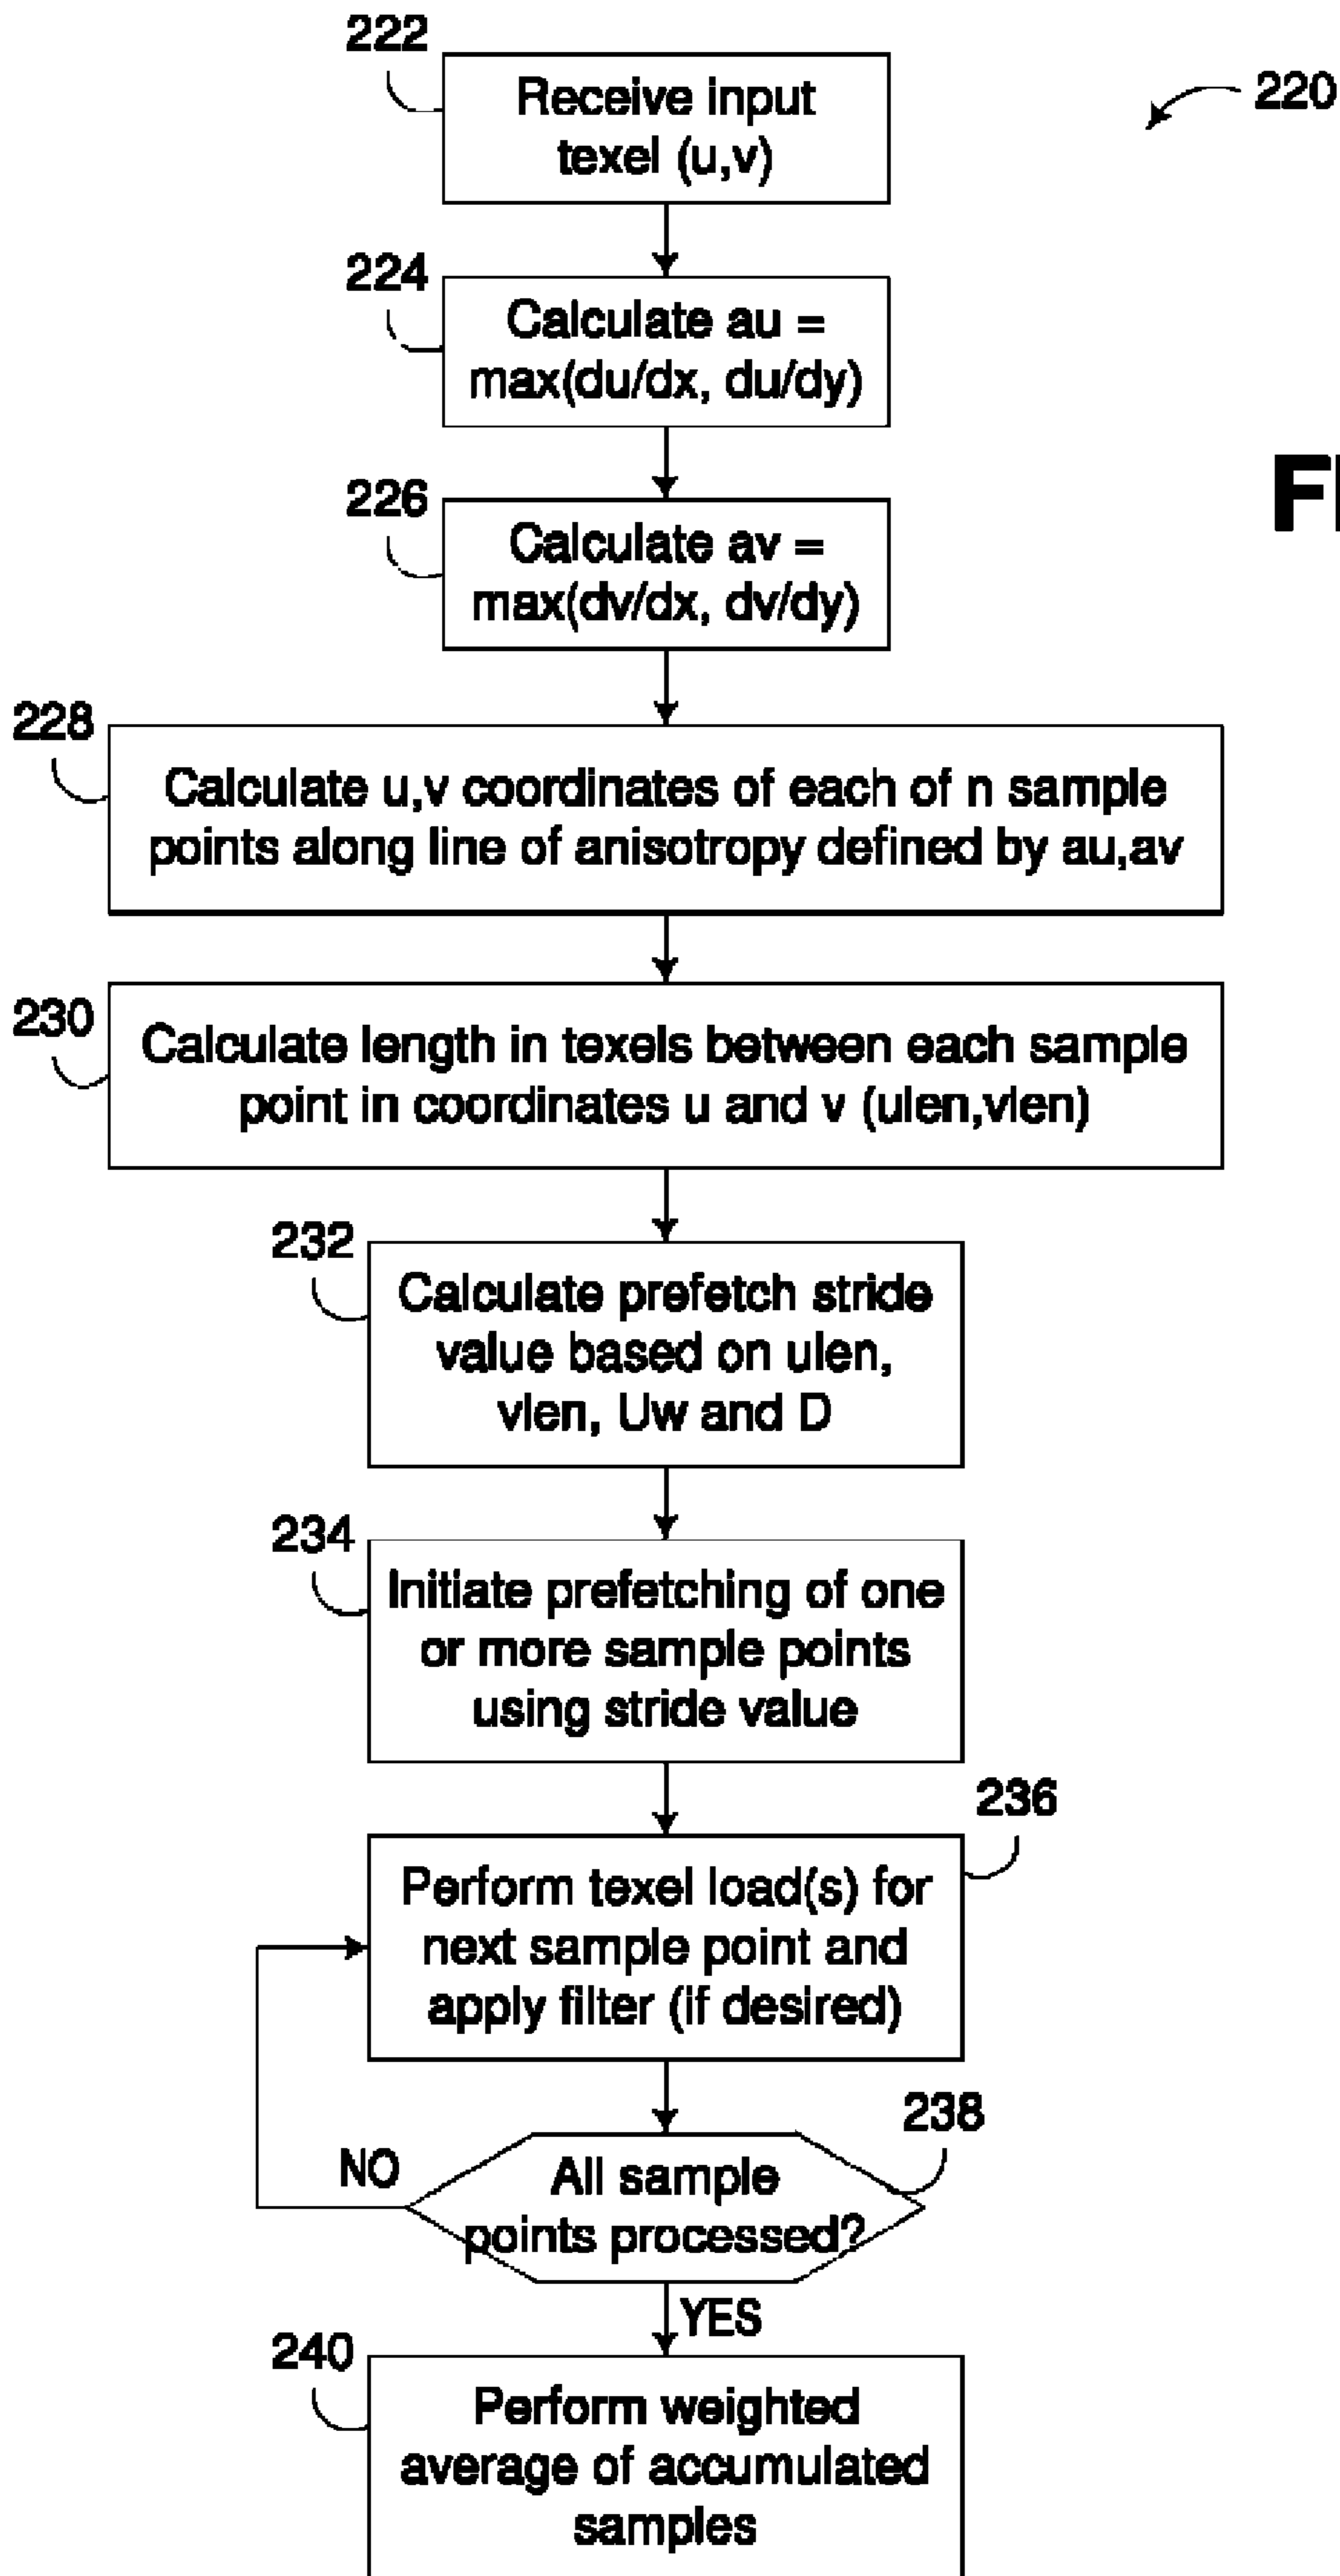 222
Receive input
texel (u,v)
220
224
Calculate au =
max(du/dx, du/dy)
226
Calculate av =
max(dv/dx, dv/dy)
228
Calculate u,v coordinates of each of n sample
points along line of anisotropy defined by au,av
230
Calculate length in texels between each sample
point in coordinates u and v (ulen,vlen)
232
Calculate prefetch stride
value based on ulen,
vlen, Uw and D
234
Initiate prefetching of one
or more sample points
using stride value
236
Perform texel load(s) for
next sample point and
apply filter (if desired)
238
NO
All sample
points processed?
YES
240
Perform weighted
average of accumulated
samples